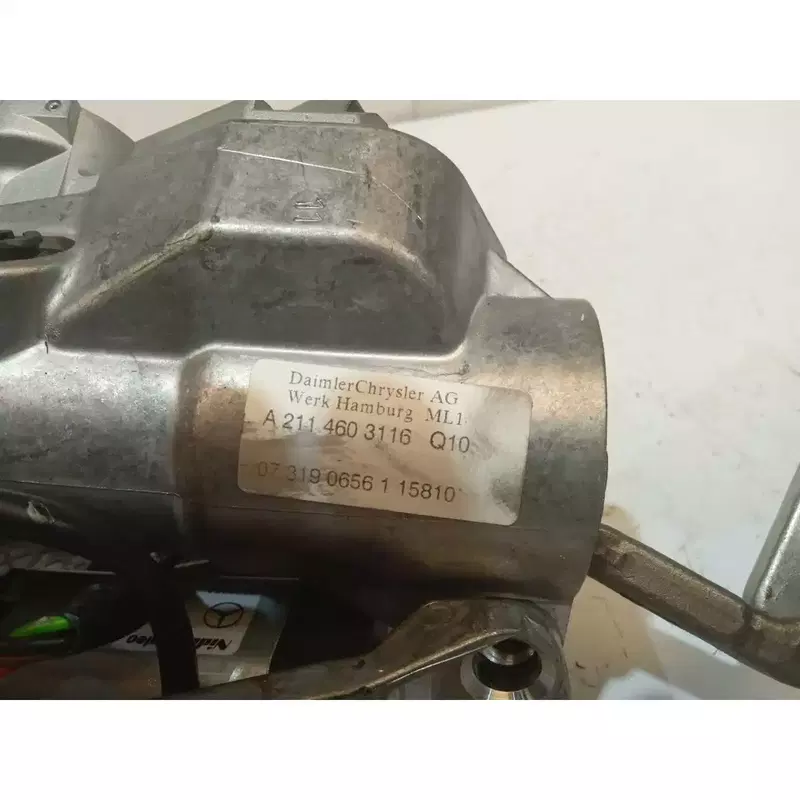 DaimlerChrysler AG
Werk Hamburg ML1
A 211 460 3116 Q10
07 319 0656 1 15810